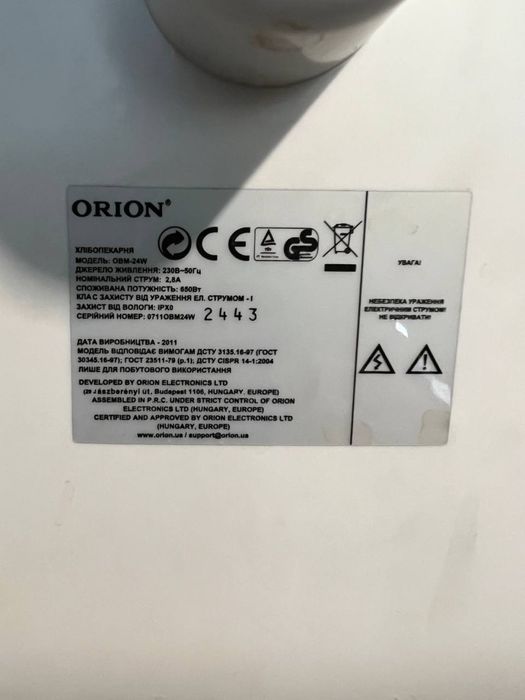 ORION®
ХЛІБОПЕКАРНЯ
МОДЕЛЬ: OBM-24W
ДЖЕРЕЛО ЖИВЛЕННЯ: 230В~50Гц
НОМІНАЛЬНИЙ СТРУМ: 2,8А
СПОЖИВАНА ПОТУЖНІСТЬ: 650Вт
КЛАС ЗАХИСТУ ВІД УРАЖЕННЯ ЕЛ. СТРУМОМ - I
ЗАХИСТ ВІД ВОЛОГИ: IPX0
СЕРІЙНИЙ НОМЕР: 0711OBM24W 2443
ДАТА ВИРОБНИЦТВА - 2011
МОДЕЛЬ ВІДПОВІДАЄ ВИМОГАМ ДСТУ 3135.16-97 (ГОСТ
30345.16-97); ГОСТ 23511-79 (р.1); ДСТУ CISPR 14-1:2004
ЛИШЕ ДЛЯ ПОБУТОВОГО ВИКОРИСТАННЯ
DEVELOPED BY ORION ELECTRONICS LTD
(29 Jászberényi út, Budapest 1106, HUNGARY, EUROPE)
ASSEMBLED IN P.R.C. UNDER STRICT CONTROL OF ORION
ELECTRONICS LTD (HUNGARY, EUROPE)
CERTIFIED AND APPROVED BY ORION ELECTRONICS LTD
(HUNGARY, EUROPE)
www.orion.ua / support@orion.ua
CE
GS
УВАГА!
НЕБЕЗПЕКА УРАЖЕННЯ
ЕЛЕКТРИЧНИМ СТРУМОМ!
НЕ ВІДКРИВАТИ!